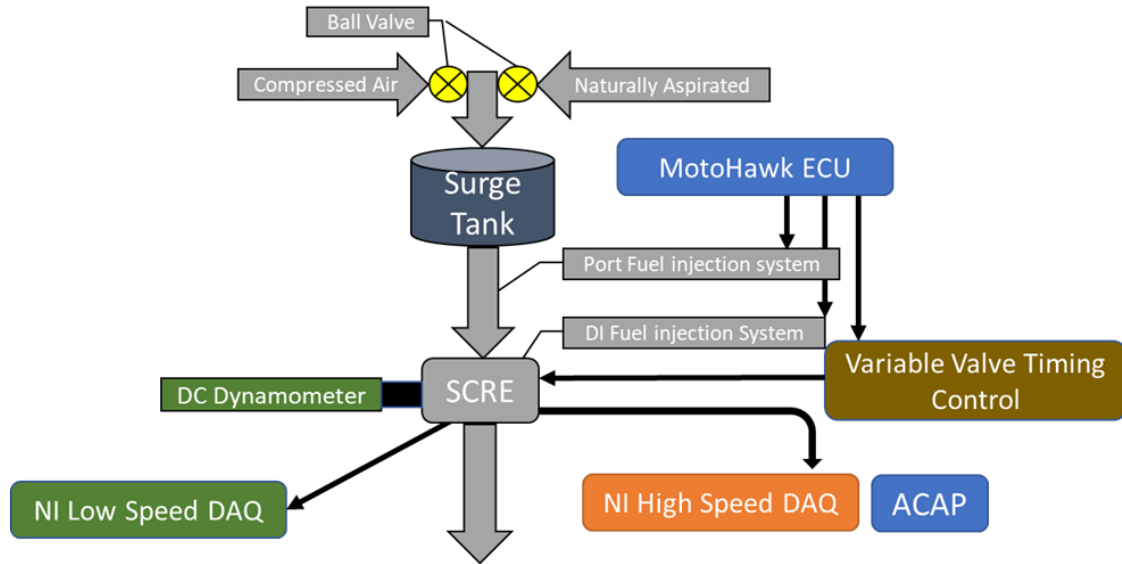 Ball Valve
Compressed Air
Naturally Aspirated
MotoHawk ECU
Surge
Tank
Port Fuel injection system
DI Fuel injection System
Variable Valve Timing
Control
DC Dynamometer
SCRE
NI Low Speed DAQ
NI High Speed DAQ
ACAP